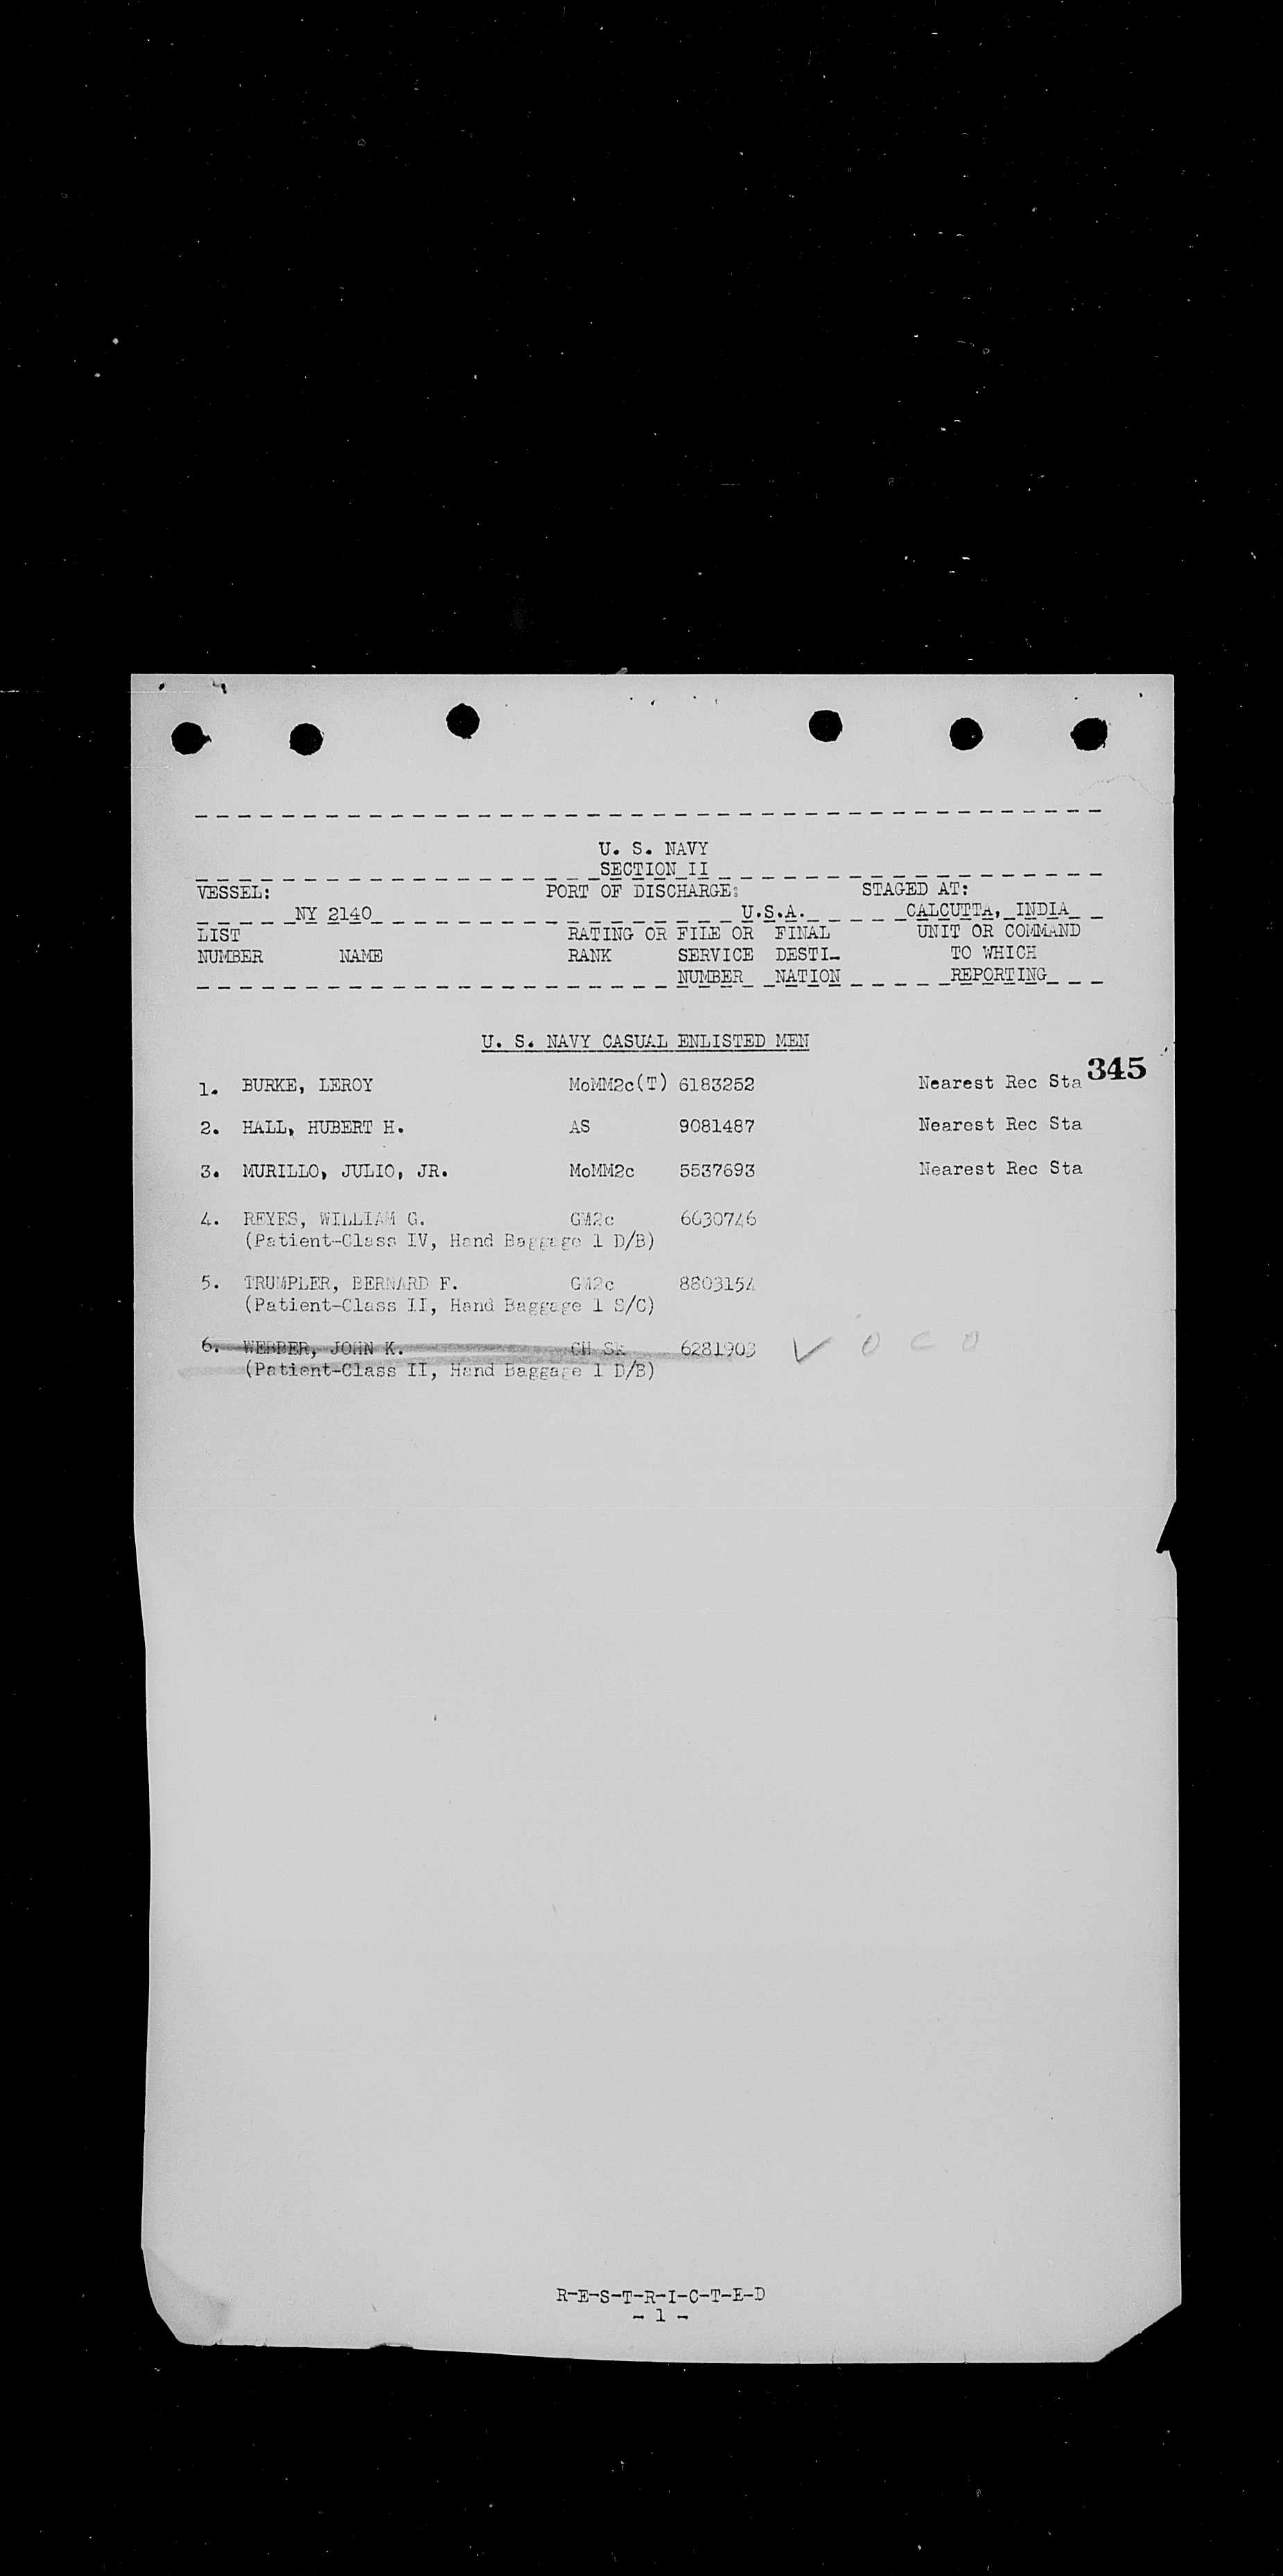 U. S. NAVY
SECTION II
VESSEL: PORT OF DISCHARGE: STAGED AT:
NY 2140 U.S.A. CALCUTTA, INDIA
LIST RATING OR FILE OR FINAL UNIT OR COMMAND
NUMBER NAME RANK SERVICE DESTI- TO WHICH
NUMBER NATION REPORTING
U. S. NAVY CASUAL ENLISTED MEN
345
1. BURKE, LEROY MoMM2c(T) 6183252 Nearest Rec Sta
2. HALL, HUBERT H. AS 9081487 Nearest Rec Sta
3. MURILLO, JULIO, JR. MoMM2c 5537693 Nearest Rec Sta
4. REYES, WILLIAM G. GM2c 6630746
(Patient-Class IV, Hand Baggage 1 D/B)
5. TRUMPLER, BERNARD F. GM2c 8803154
(Patient-Class II, Hand Baggage 1 S/C)
6. WEBBER, JOHN K. CH SK 6281903 ✓ O C O
(Patient-Class II, Hand Baggage 1 D/B)
R-E-S-T-R-I-C-T-E-D
- 1 -